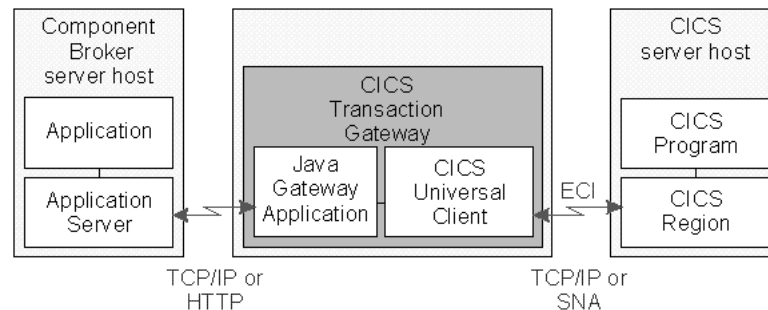 Component
Broker
server host
Application
Application
Server
CICS
Transaction
Gateway
Java
Gateway
Application
CICS
Universal
Client
CICS
server host
CICS
Program
CICS
Region
ECI
TCP/IP or
HTTP
TCP/IP or
SNA